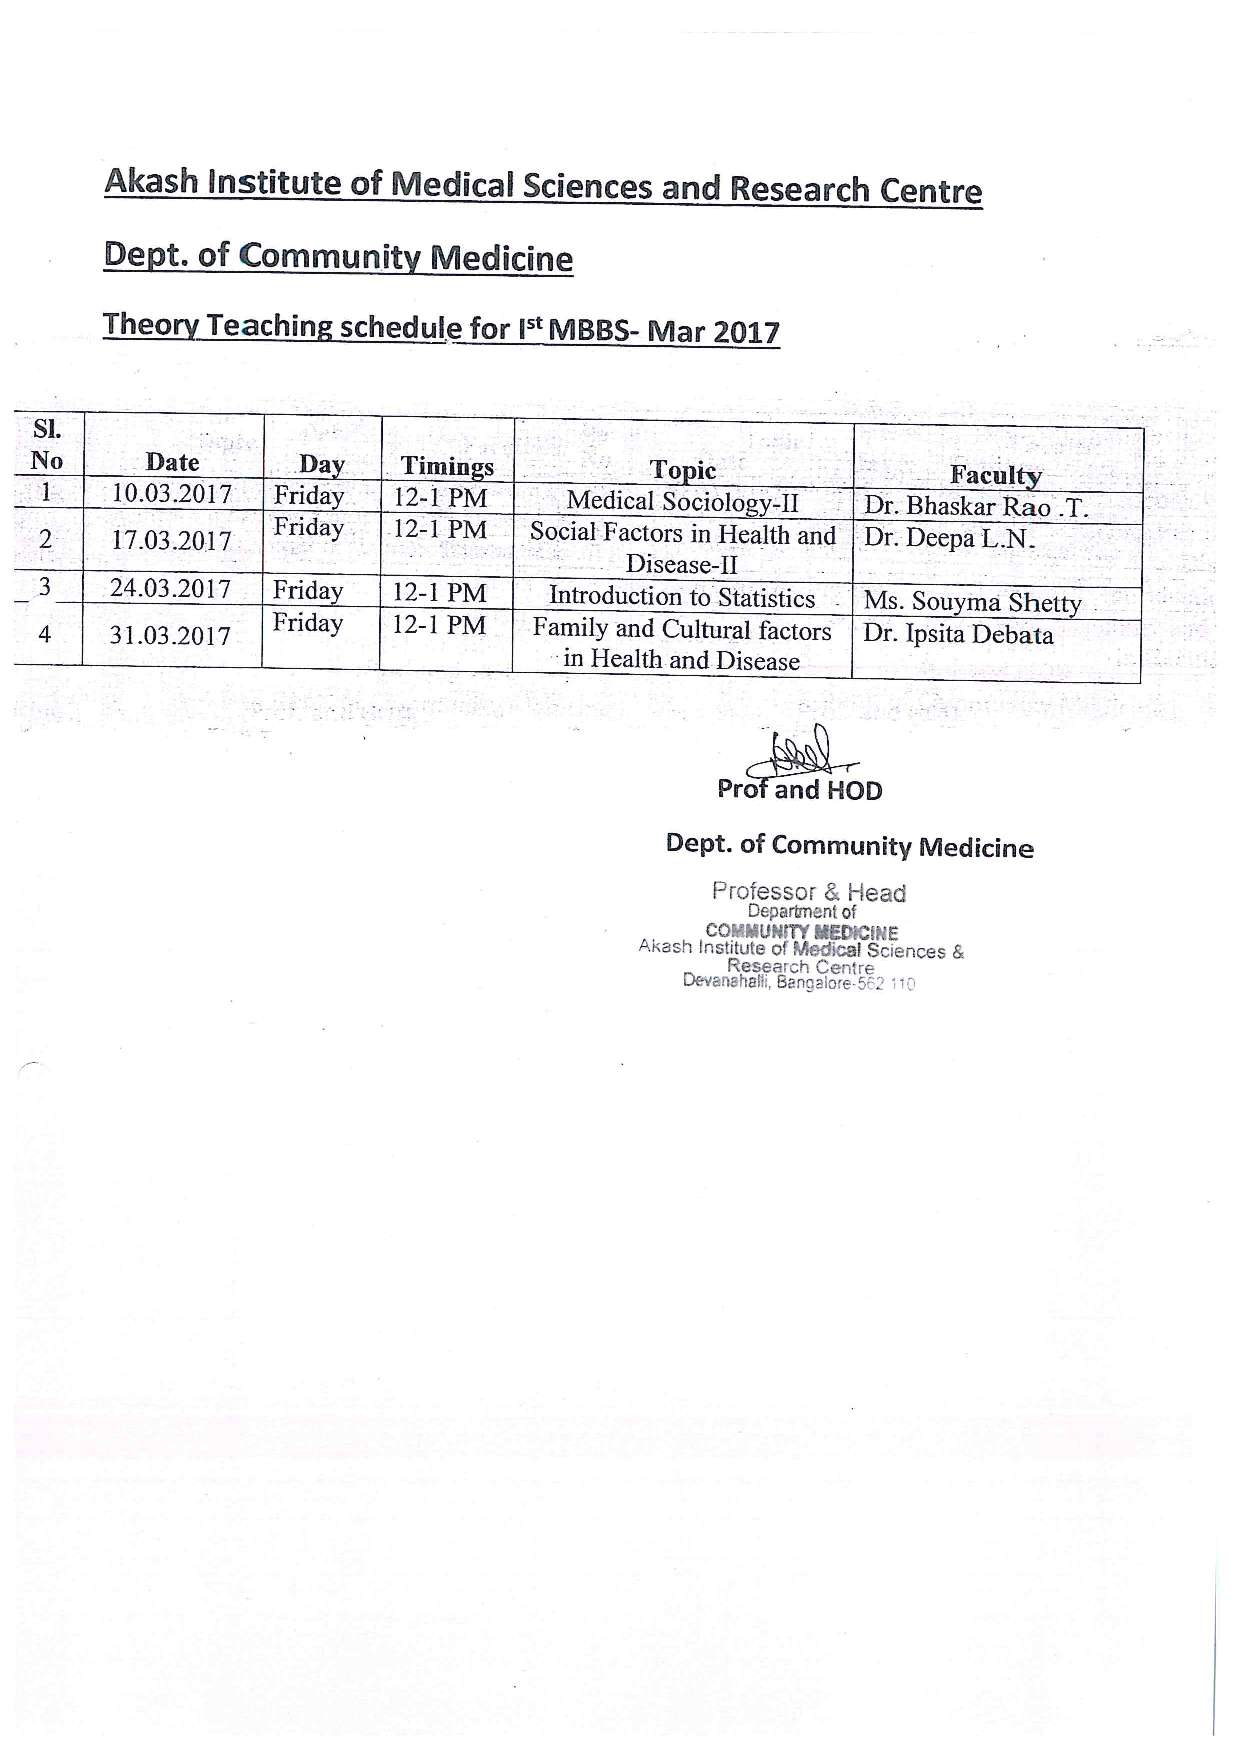 Akash Institute of Medical Sciences and Research Centre
Dept. of Community Medicine
Theory Teaching schedule for Ist MBBS- Mar 2017
Sl. No Date Day Timings Topic Faculty
1 10.03.2017 Friday 12-1 PM Medical Sociology-II Dr. Bhaskar Rao .T.
2 17.03.2017 Friday 12-1 PM Social Factors in Health and Dr. Deepa L.N.
Disease-II
3 24.03.2017 Friday 12-1 PM Introduction to Statistics Ms. Souyma Shetty
4 31.03.2017 Friday 12-1 PM Family and Cultural factors Dr. Ipsita Debata
in Health and Disease
Prof and HOD
Dept. of Community Medicine
Professor & Head
Department of
COMMUNITY MEDICINE
Akash Institute of Medical Sciences &
Research Centre
Devanahalli, Bangalore-562 110